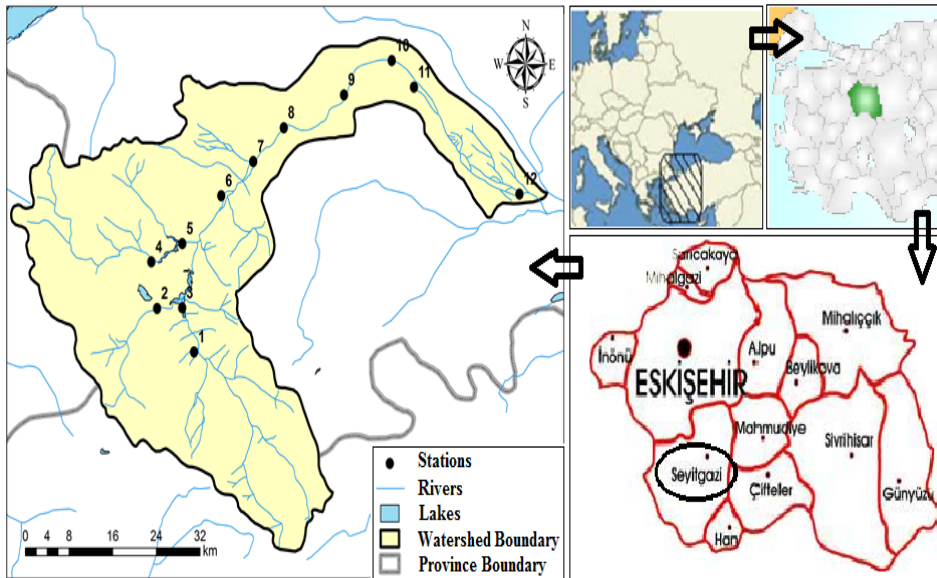 N
W E
S
10
11
9
8
7
12
6
5
4
3
2
1
Stations
Rivers
Lakes
Watershed Boundary
Province Boundary
0 4 8 16 24 32
km
Sarıcakaya
Mihalgazi
Mihalıççık
İnönü
Alpu
Beylikova
ESKİŞEHİR
Mahmudiye
Sivrihisar
Seyitgazi
Çifteler
Günyüzü
Han